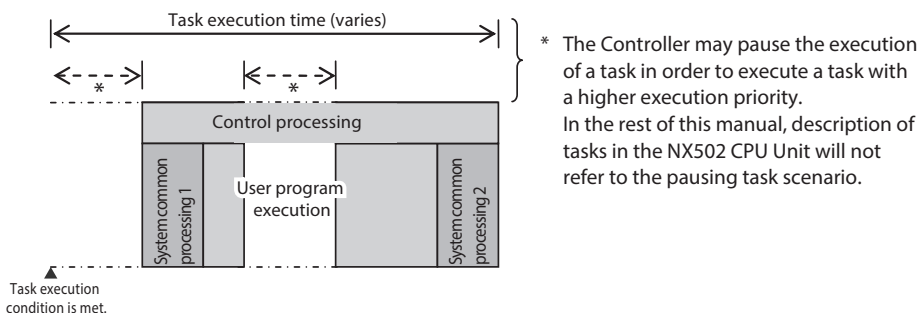 Task execution time (varies)
*
*
Control processing
System common
processing 1
User program
execution
System common
processing 2
Task execution
condition is met.
* The Controller may pause the execution
of a task in order to execute a task with
a higher execution priority.
In the rest of this manual, description of
tasks in the NX502 CPU Unit will not
refer to the pausing task scenario.